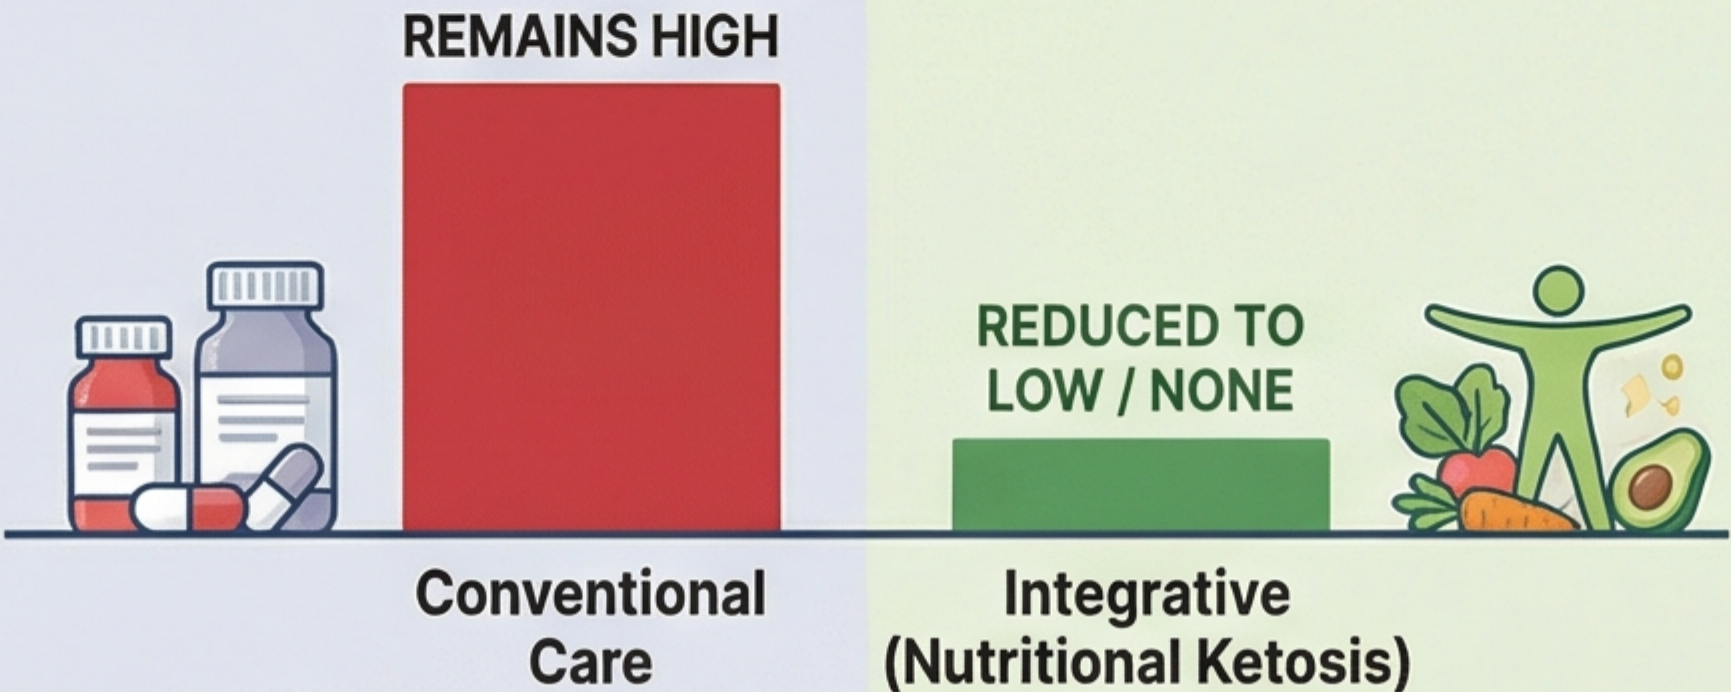 REMAINS HIGH
REDUCED TO
LOW / NONE
Conventional
Care
Integrative
(Nutritional Ketosis)